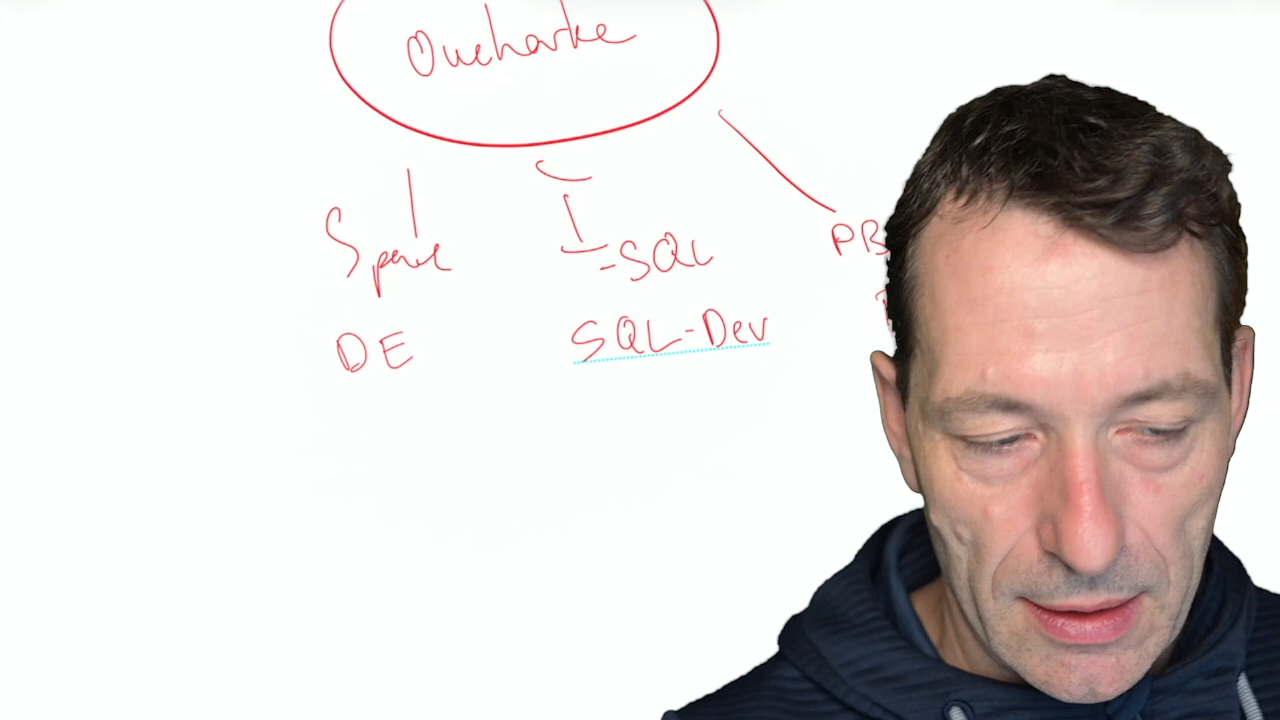 Onelake
Spark
T-SQL
PB
DE
SQL-Dev